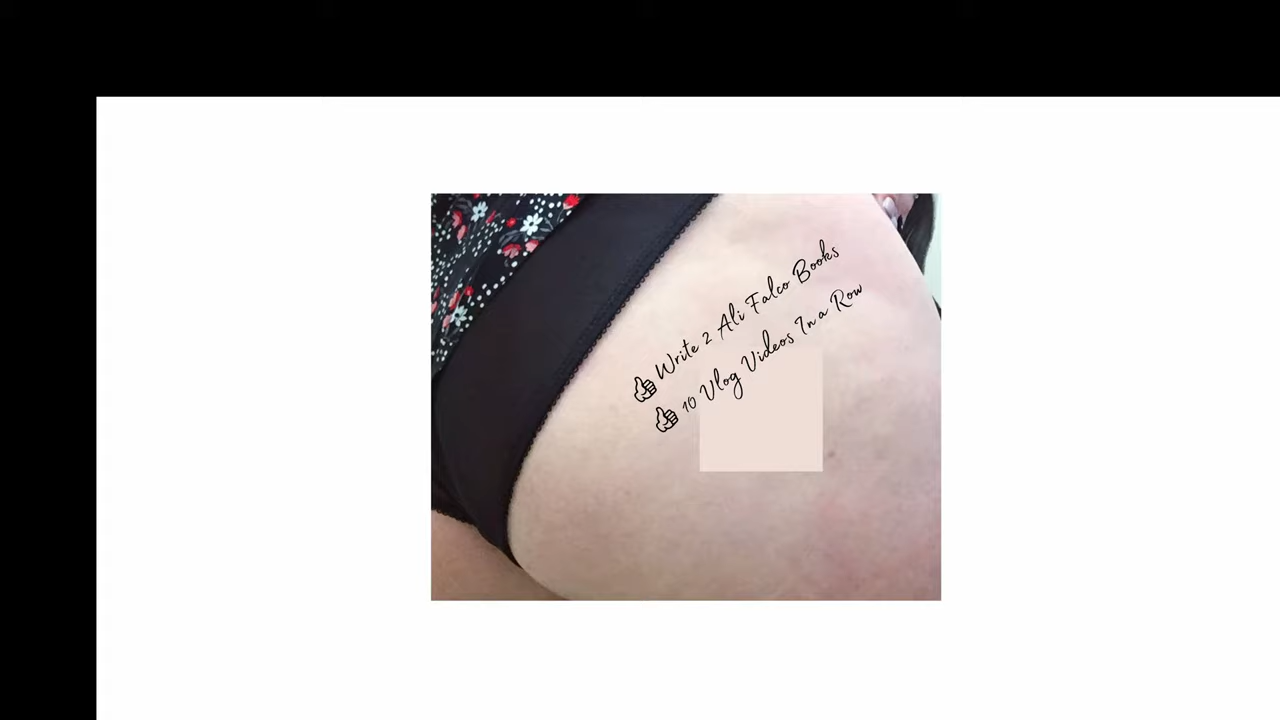 👍 Write 2 Ali Falco Books
👍 10 Vlog Videos In a Row